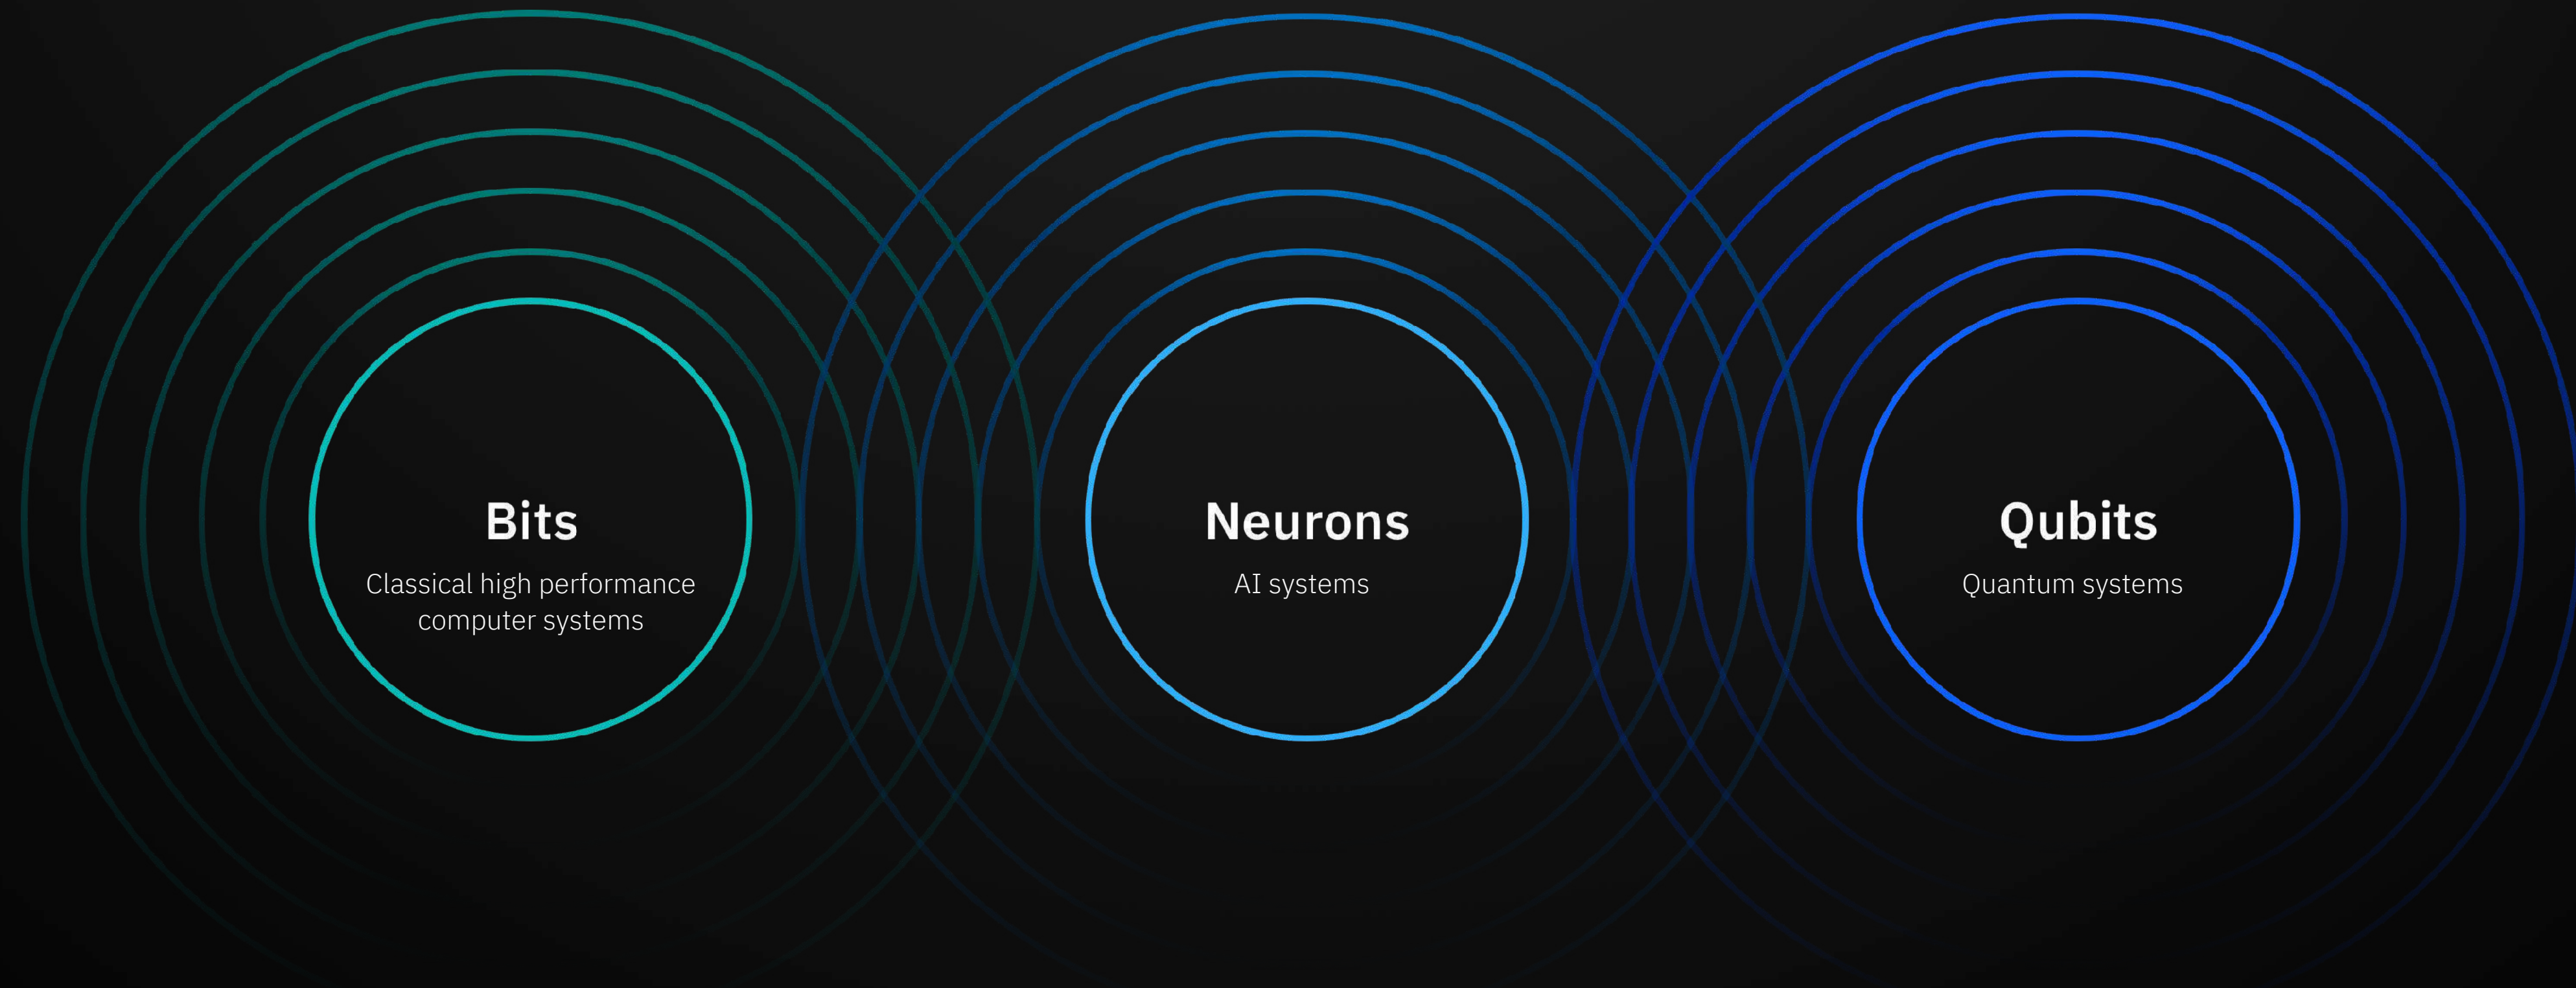 Bits
Classical high performance
computer systems
Neurons
AI systems
Qubits
Quantum systems